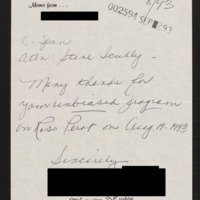 Memo from . . .
8/93
002594 SEP 293
C-Span
Attn: Steve Scully -
Many thanks for
your unbiased program
on Ross Perot on Aug 19. 1993
Sincerely,